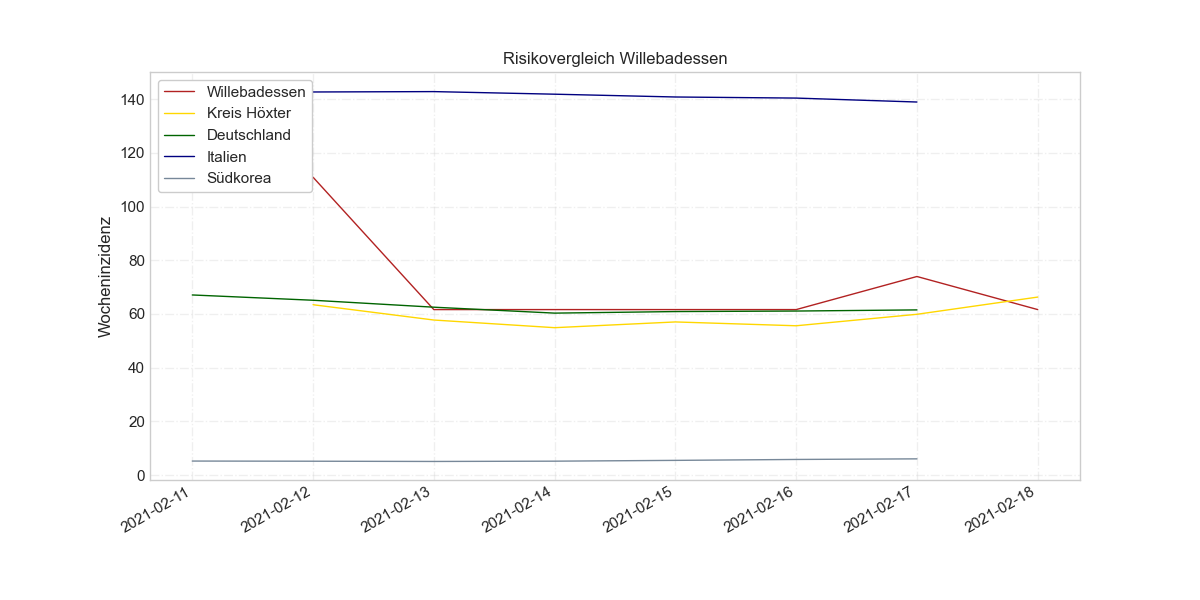 Risikovergleich Willebadessen
Willebadessen
Kreis Höxter
Deutschland
Italien
Südkorea
Wocheninzidenz
140
120
100
80
60
40
20
0
2021-02-11
2021-02-12
2021-02-13
2021-02-14
2021-02-15
2021-02-16
2021-02-17
2021-02-18